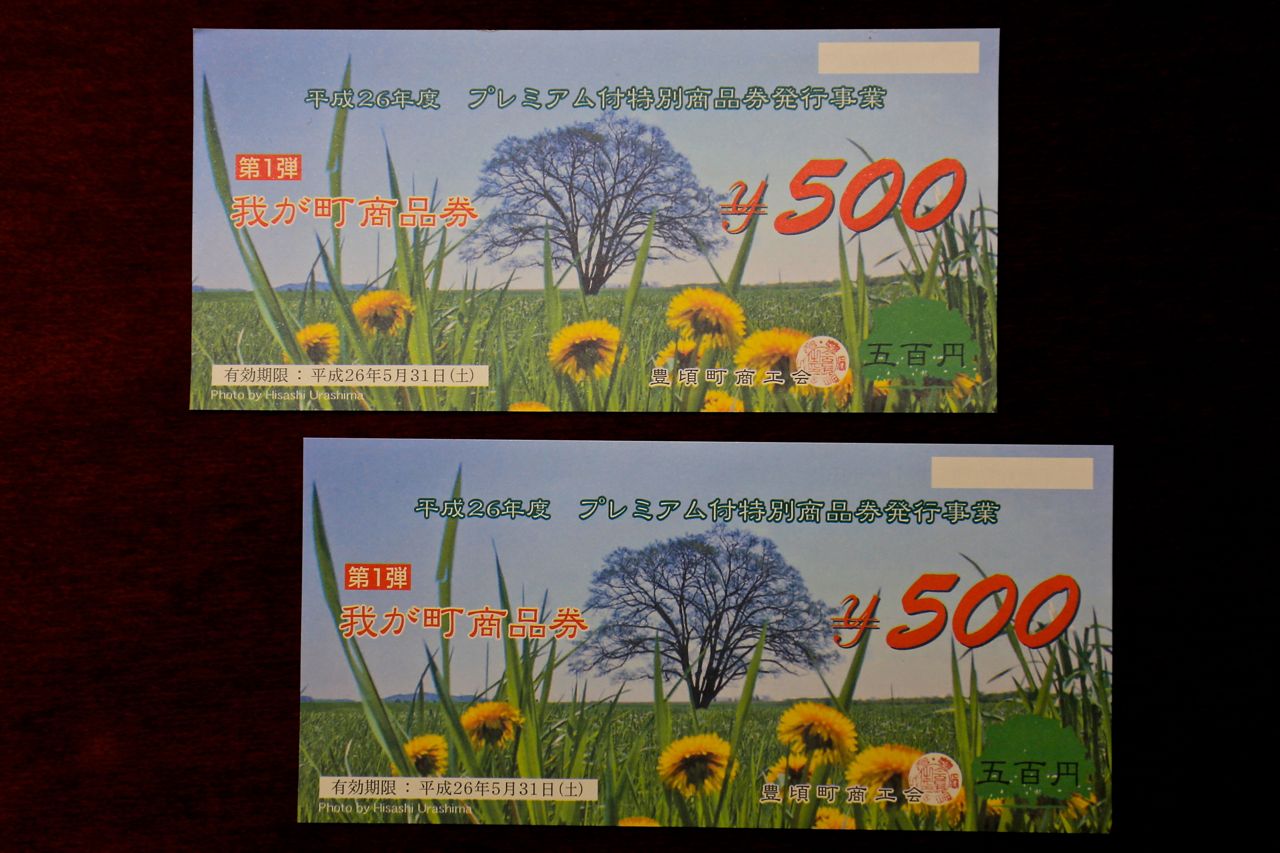 平成26年度 プレミアム付特別商品券発行事業
第1弾
我が町商品券
¥500
五百円
豊頃町商工会
有効期限：平成26年5月31日(土)
Photo by Hisashi Urashima
平成26年度 プレミアム付特別商品券発行事業
第1弾
我が町商品券
¥500
五百円
豊頃町商工会
有効期限：平成26年5月31日(土)
Photo by Hisashi Urashima